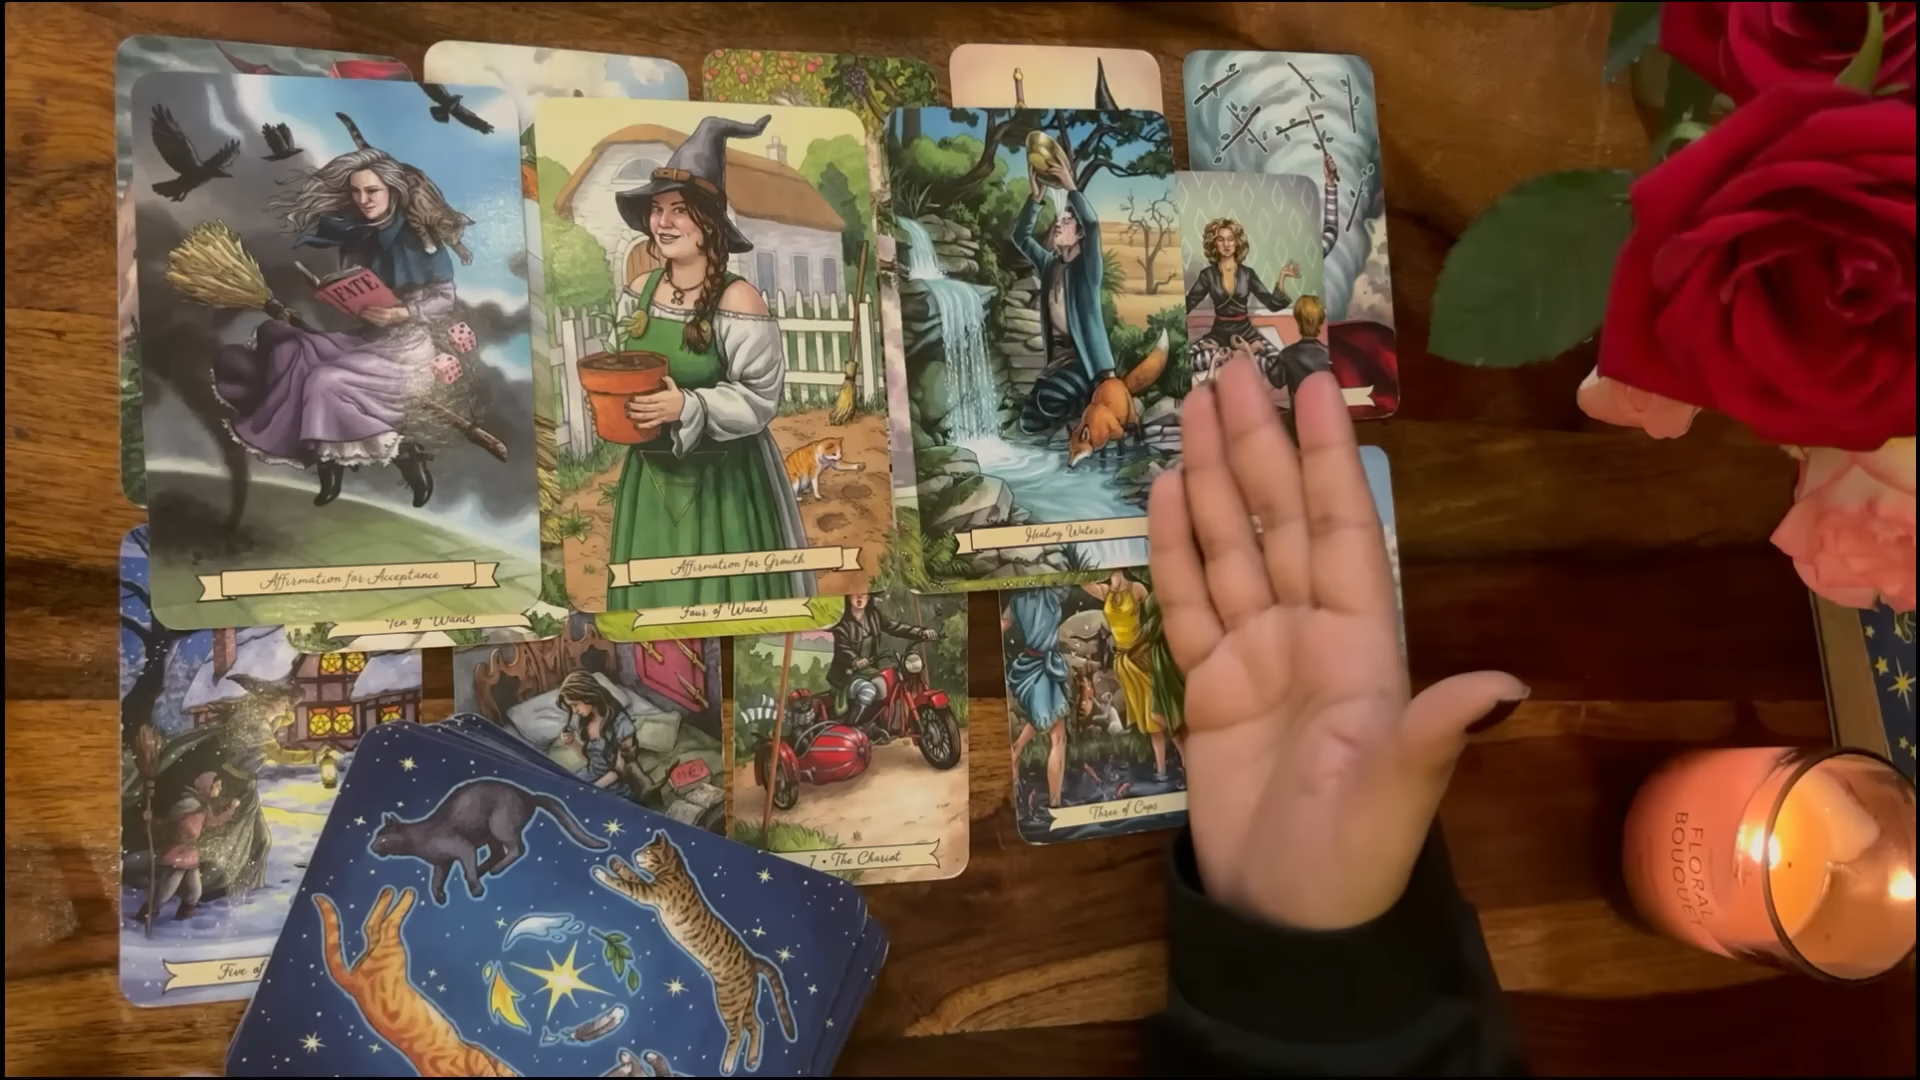 FATE
Affirmation for Acceptance
Affirmation for Growth
Healing Waters
Ten of Wands
Four of Wands
Three of Cups
7 • The Chariot
Five of
FLORAL
BOUQUET